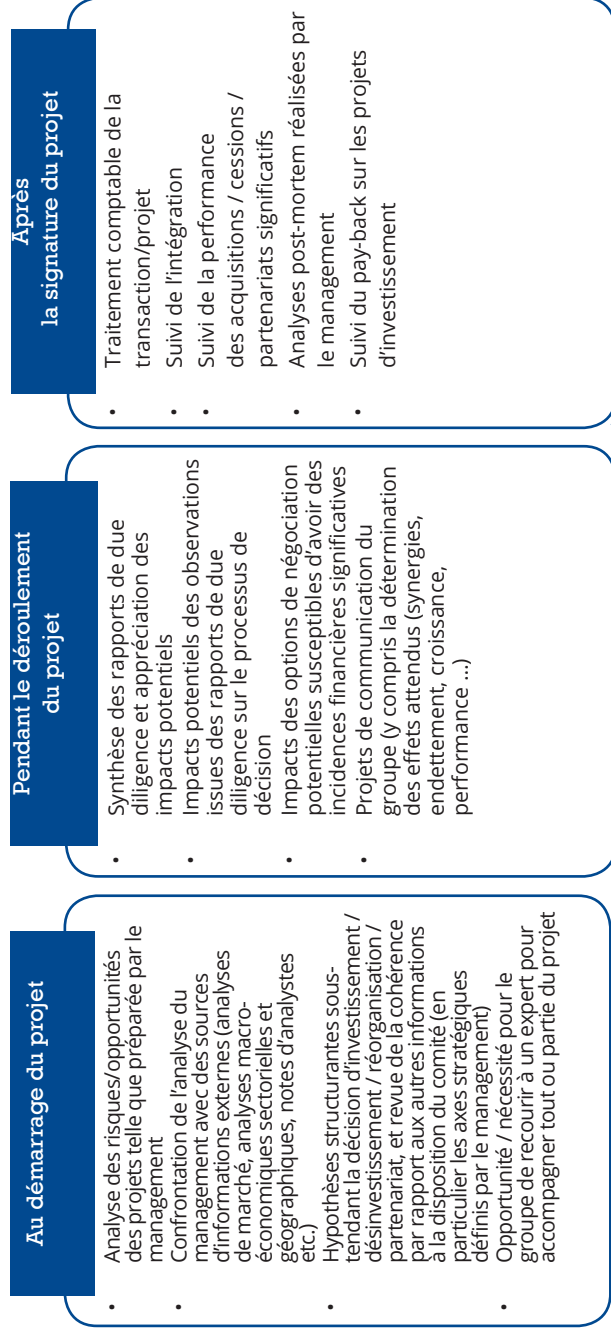 Au démarrage du projet
• Analyse des risques/opportunités
des projets telle que préparée par le
management
• Confrontation de l'analyse du
management avec des sources
d'informations externes (analyses
de marché, analyses macro-
économiques sectorielles et
géographiques, notes d'analystes
etc.)
• Hypothèses structurantes sous-
tendant la décision d'investissement /
désinvestissement / réorganisation /
partenariat, et revue de la cohérence
par rapport aux autres informations
à la disposition du comité (en
particulier les axes stratégiques
définis par le management)
• Opportunité / nécessité pour le
groupe de recourir à un expert pour
accompagner tout ou partie du projet
Pendant le déroulement
du projet
• Synthèse des rapports de due
diligence et appréciation des
impacts potentiels
• Impacts potentiels des observations
issues des rapports de due
diligence sur le processus de
décision
• Impacts des options de négociation
potentielles susceptibles d'avoir des
incidences financières significatives
• Projets de communication du
groupe (y compris la détermination
des effets attendus (synergies,
endettement, croissance,
performance ...)
Après
la signature du projet
• Traitement comptable de la
transaction/projet
• Suivi de l'intégration
• Suivi de la performance
des acquisitions / cessions /
partenariats significatifs
• Analyses post-mortem réalisées par
le management
• Suivi du pay-back sur les projets
d'investissement